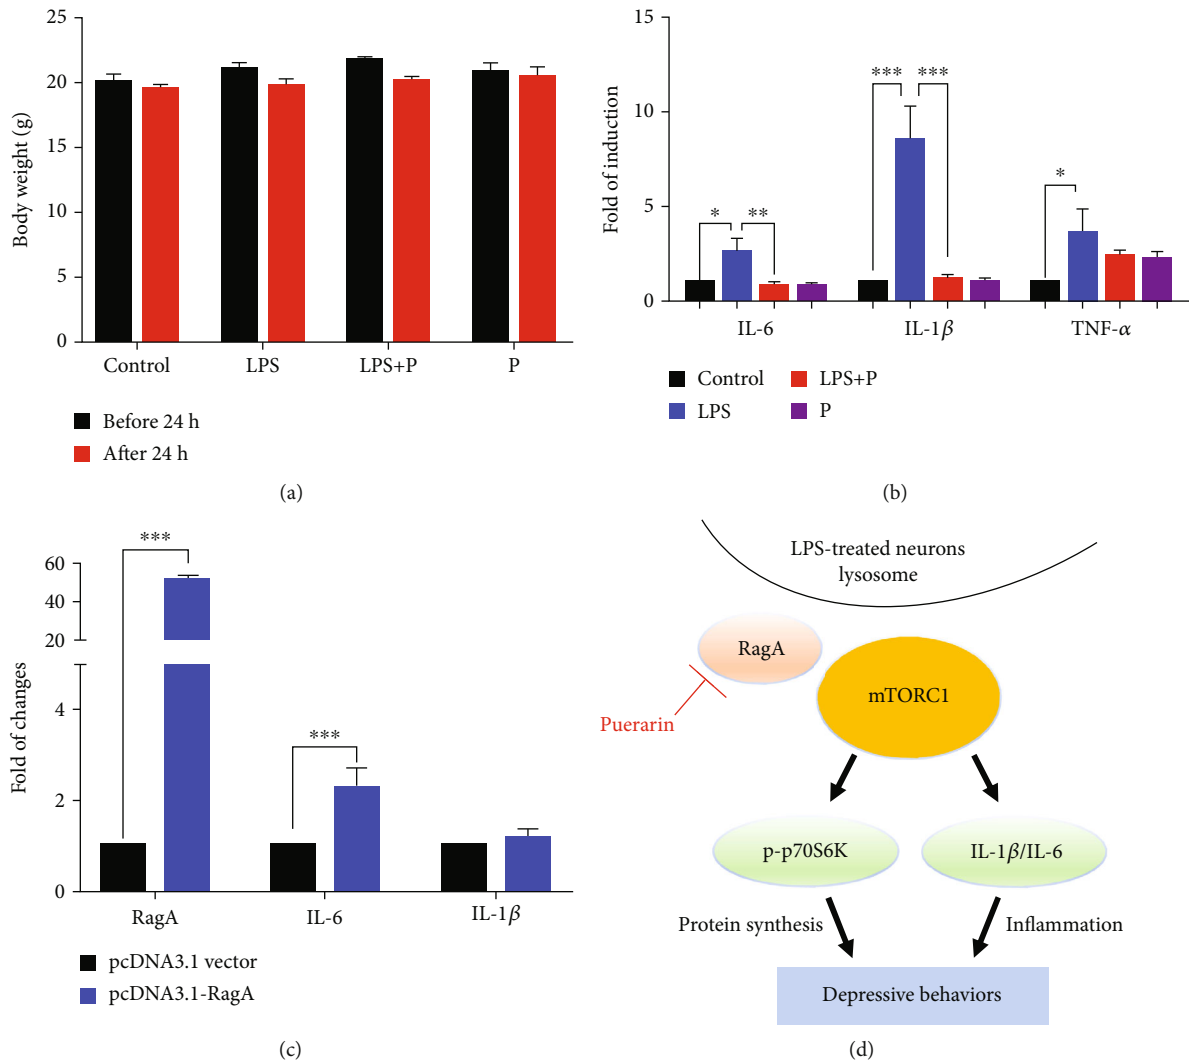 25
20
15
10
5
0
Body weight (g)
Control
LPS
LPS+P
P
Before 24 h
After 24 h
(a)
15
10
5
0
Fold of induction
***
***
*
**
*
IL-6
IL-1β
TNF-α
Control
LPS
LPS+P
P
(b)
60
40
20
4
2
0
Fold of changes
***
***
RagA
IL-6
IL-1β
pcDNA3.1 vector
pcDNA3.1-RagA
(c)
LPS-treated neurons
lysosome
RagA
mTORC1
Puerarin
p-p70S6K
IL-1β/IL-6
Protein synthesis
Inflammation
Depressive behaviors
(d)